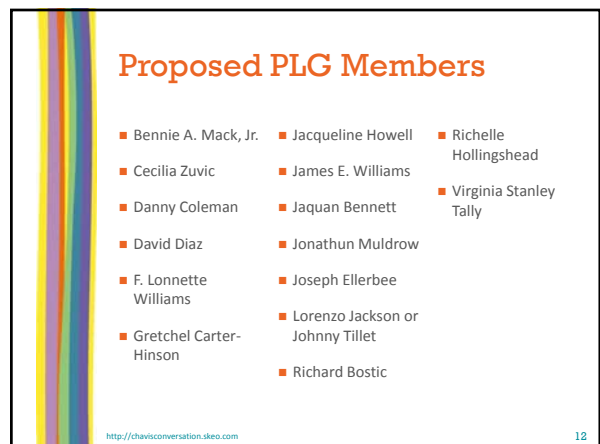 Proposed PLG Members
■ Bennie A. Mack, Jr.
■ Cecilia Zuvic
■ Danny Coleman
■ David Diaz
■ F. Lonnette
Williams
■ Gretchel Carter-
Hinson
■ Jacqueline Howell
■ James E. Williams
■ Jaquan Bennett
■ Jonathun Muldrow
■ Joseph Ellerbee
■ Lorenzo Jackson or
Johnny Tillet
■ Richard Bostic
■ Richelle
Hollingshead
■ Virginia Stanley
Tally
http://chavisconversation.skeo.com
12